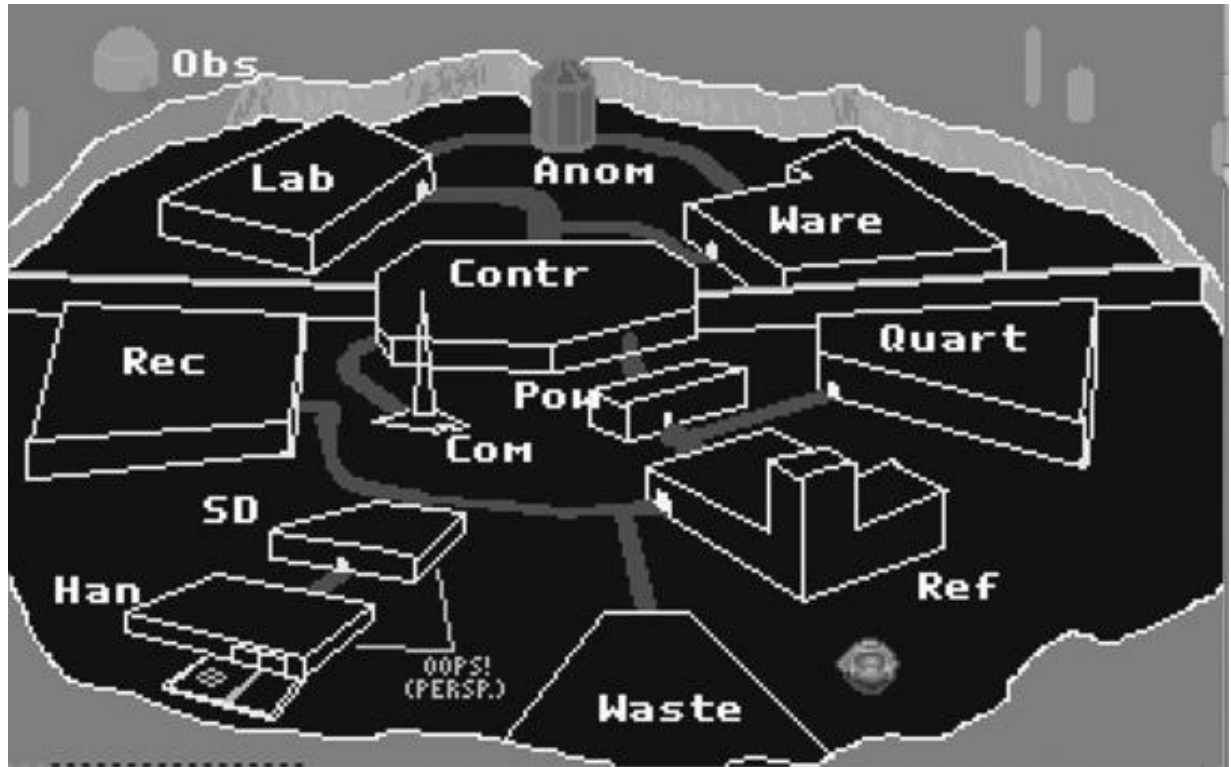 Obs
Lab
Anom
Ware
Contr
Rec
Quart
Pow
Com
SD
Han
Ref
OOPS!
(PERSP.)
Waste